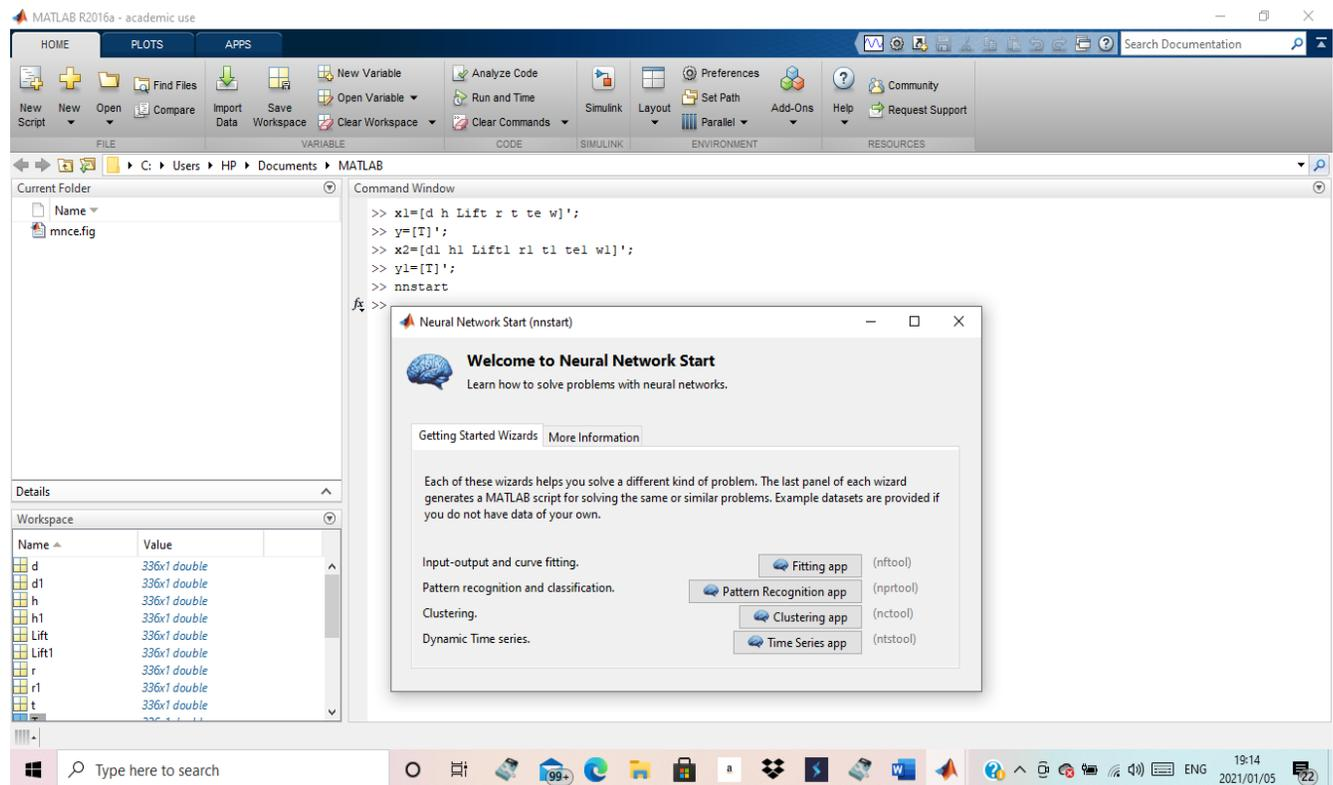 MATLAB R2016a - academic use
HOME PLOTS APPS
Search Documentation
New Script
New
Open
Find Files
Compare
Import Data
Save Workspace
New Variable
Open Variable
Clear Workspace
Analyze Code
Run and Time
Clear Commands
Simulink
Layout
Preferences
Set Path
Parallel
Add-Ons
Help
Community
Request Support
FILE VARIABLE CODE SIMULINK ENVIRONMENT RESOURCES
C: Users HP Documents MATLAB
Current Folder
Name
mnce.fig
Details
Workspace
Name Value
d 336x1 double
d1 336x1 double
h 336x1 double
h1 336x1 double
Lift 336x1 double
Lift1 336x1 double
r 336x1 double
r1 336x1 double
t 336x1 double
Command Window
>> x1=[d h Lift r t te w]';
>> y=[T]';
>> x2=[d1 h1 Lift1 r1 t1 te1 w1]';
>> y1=[T]';
>> nnstart
fx >>
Neural Network Start (nnstart)
Welcome to Neural Network Start
Learn how to solve problems with neural networks.
Getting Started Wizards More Information
Each of these wizards helps you solve a different kind of problem. The last panel of each wizard
generates a MATLAB script for solving the same or similar problems. Example datasets are provided if
you do not have data of your own.
Input-output and curve fitting. Fitting app (nftool)
Pattern recognition and classification. Pattern Recognition app (nprtool)
Clustering. Clustering app (nctool)
Dynamic Time series. Time Series app (ntstool)
Type here to search
99+
a
ENG
19:14
2021/01/05
22